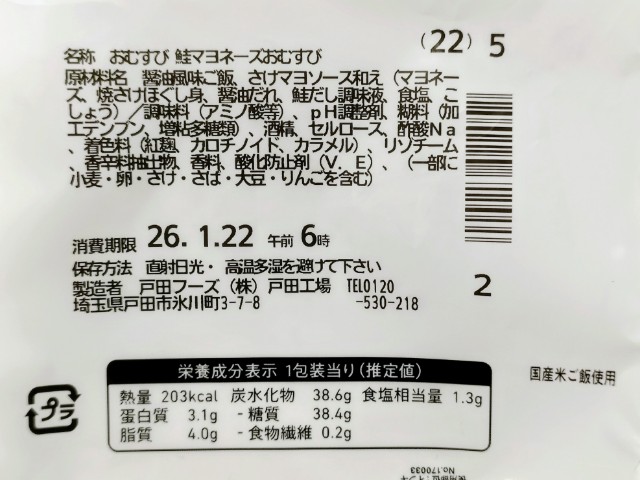 (22) 5
名称 おむすび 鮭マヨネーズおむすび
原材料名 醤油風味ご飯、さけマヨソース和え（マヨネー
ズ、焼さけほぐし身、醤油だれ、鮭だし調味液、食塩、こ
しょう）／調味料（アミノ酸等）、ｐＨ調整剤、糊料（加
工デンプン、増粘多糖類）、酒精、セルロース、酢酸Ｎａ
、着色料（紅麹、カロチノイド、カラメル）、リゾチーム
、香辛料抽出物、香料、酸化防止剤（Ｖ．Ｅ）、（一部に
小麦・卵・さけ・さば・大豆・りんごを含む）
消費期限 26. 1.22 午前 6時
保存方法 直射日光・ 高温多湿を避けて下さい
製造者 戸田フーズ（株）戸田工場 TEL0120
埼玉県戸田市氷川町3-7-8 -530-218
2
栄養成分表示 1包装当り(推定値)
熱量 203kcal 炭水化物 38.6g 食塩相当量 1.3g
蛋白質 3.1g - 糖質 38.4g
脂質 4.0g - 食物繊維 0.2g
国産米ご飯使用
プラ
No.170033